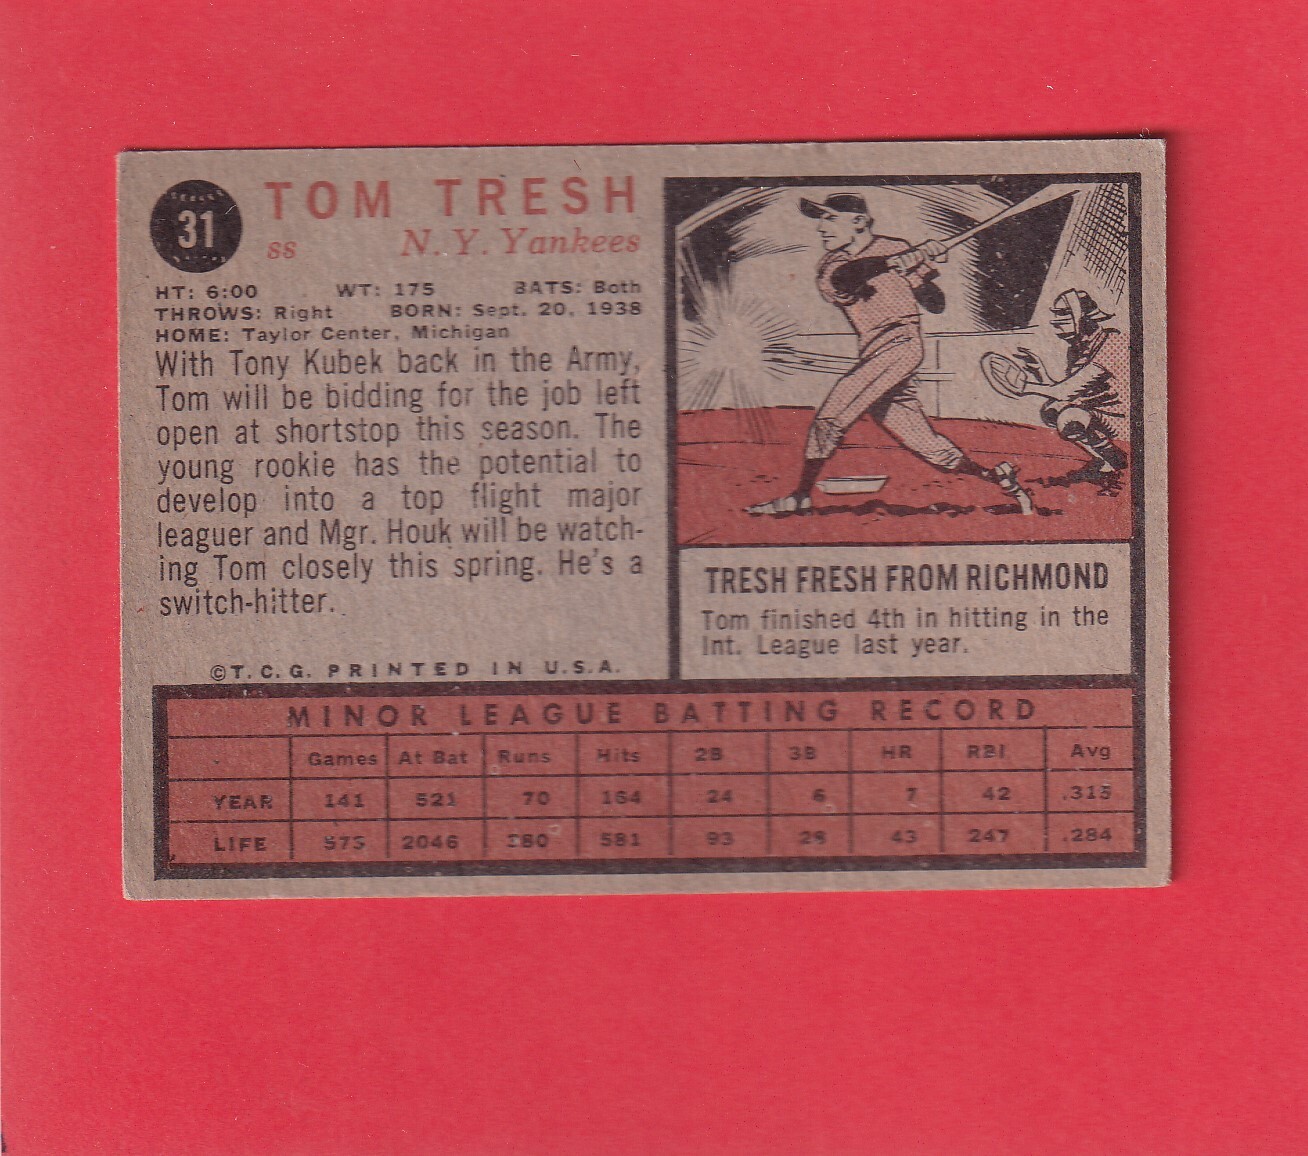 31
TOM TRESH
SS N.Y. Yankees
HT: 6:00 WT: 175 BATS: Both
THROWS: Right BORN: Sept. 20, 1938
HOME: Taylor Center, Michigan
With Tony Kubek back in the Army,
Tom will be bidding for the job left
open at shortstop this season. The
young rookie has the potential to
develop into a top flight major
leaguer and Mgr. Houk will be watch-
ing Tom closely this spring. He's a
switch-hitter.
©T.C.G. PRINTED IN U.S.A.
TRESH FRESH FROM RICHMOND
Tom finished 4th in hitting in the
Int. League last year.
MINOR LEAGUE BATTING RECORD
Games At Bat Runs Hits 2B 3B HR RBI Avg
YEAR 141 521 70 164 24 6 7 42 .315
LIFE 575 2046 380 581 93 28 43 247 .284